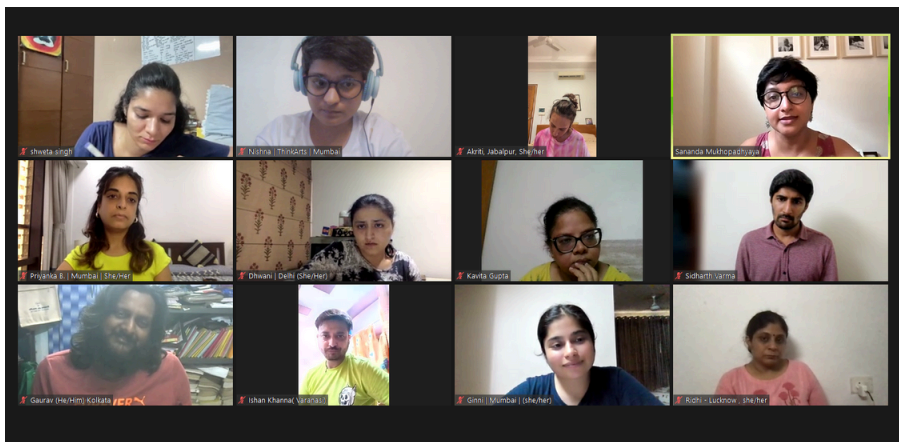 shweta.singh
Nishna | ThinkArts | Mumbai
Akriti, Jabalpur, She/her
Sananda Mukhopadhyaya
Priyanka B. | Mumbai | She/Her
Dhwani | Delhi (She/Her)
Kavita Gupta
Sidharth Varma
Gaurav (He/Him) Kolkata
Ishan Khanna( Varanasi)
Ginni | Mumbai | (she/her)
Ridhi - Lucknow , she/her